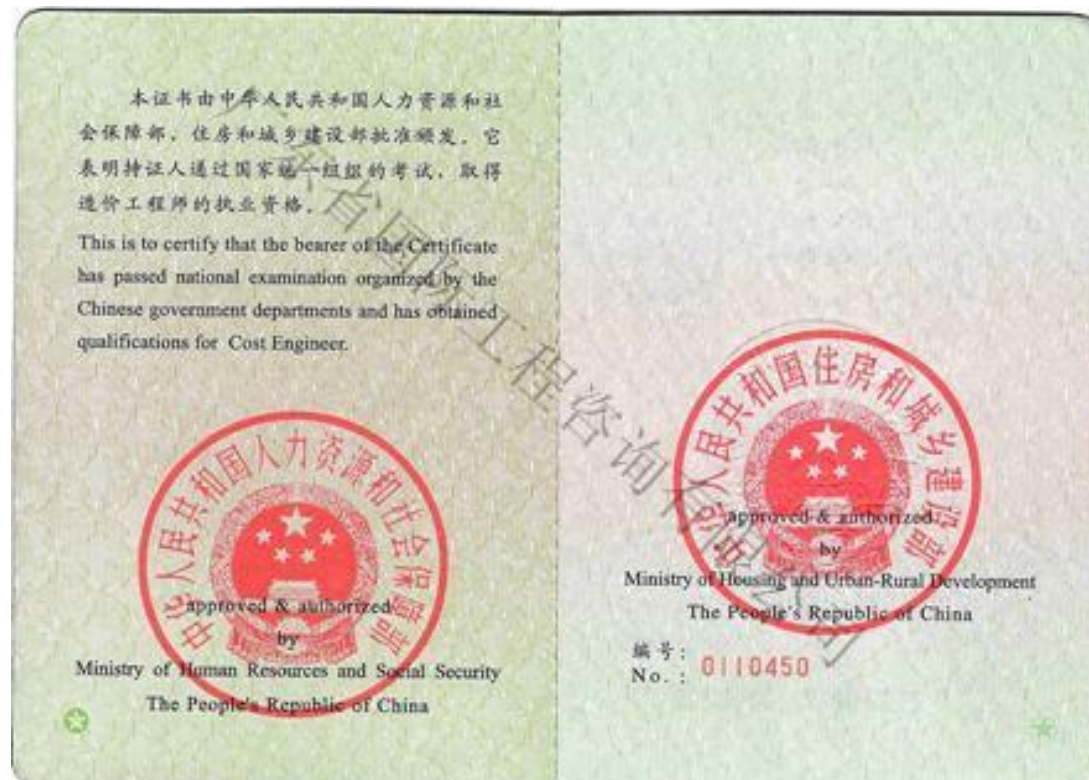 本证书由中华人民共和国人力资源和社
会保障部、住房和城乡建设部批准颁发。它
表明持证人通过国家统一组织的考试，取得
造价工程师的执业资格。
This is to certify that the bearer of the Certificate
has passed national examination organized by the
Chinese government departments and has obtained
qualifications for Cost Engineer.
中华人民共和国人力资源和社会保障部
approved & authorized
by
Ministry of Human Resources and Social Security
The People's Republic of China
中华人民共和国住房和城乡建设部
approved & authorized
by
Ministry of Housing and Urban-Rural Development
The People's Republic of China
编号：
No.: 0110450
省国际工程咨询有限公司